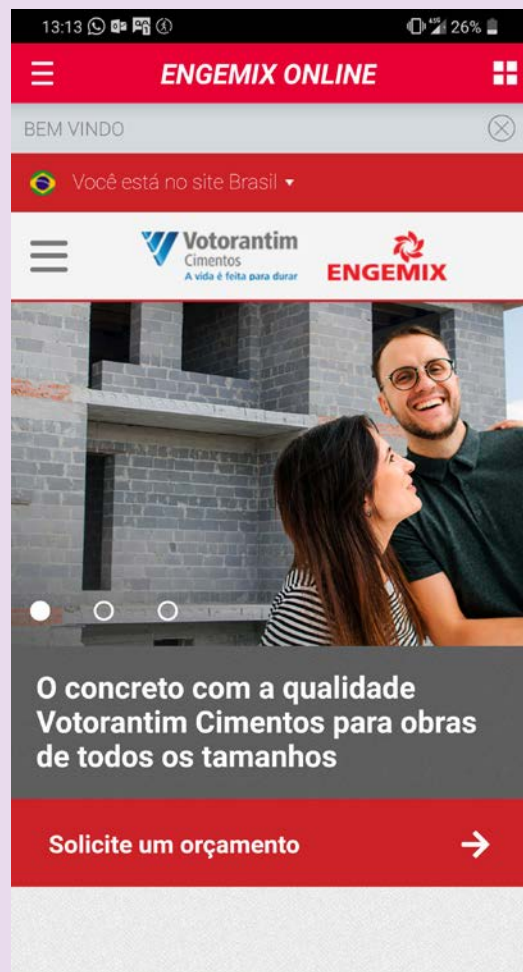 13:13 26%
ENGEMIX ONLINE
BEM VINDO
Você está no site Brasil
Votorantim
Cimentos
A vida é feita para durar
ENGEMIX
O concreto com a qualidade
Votorantim Cimentos para obras
de todos os tamanhos
Solicite um orçamento